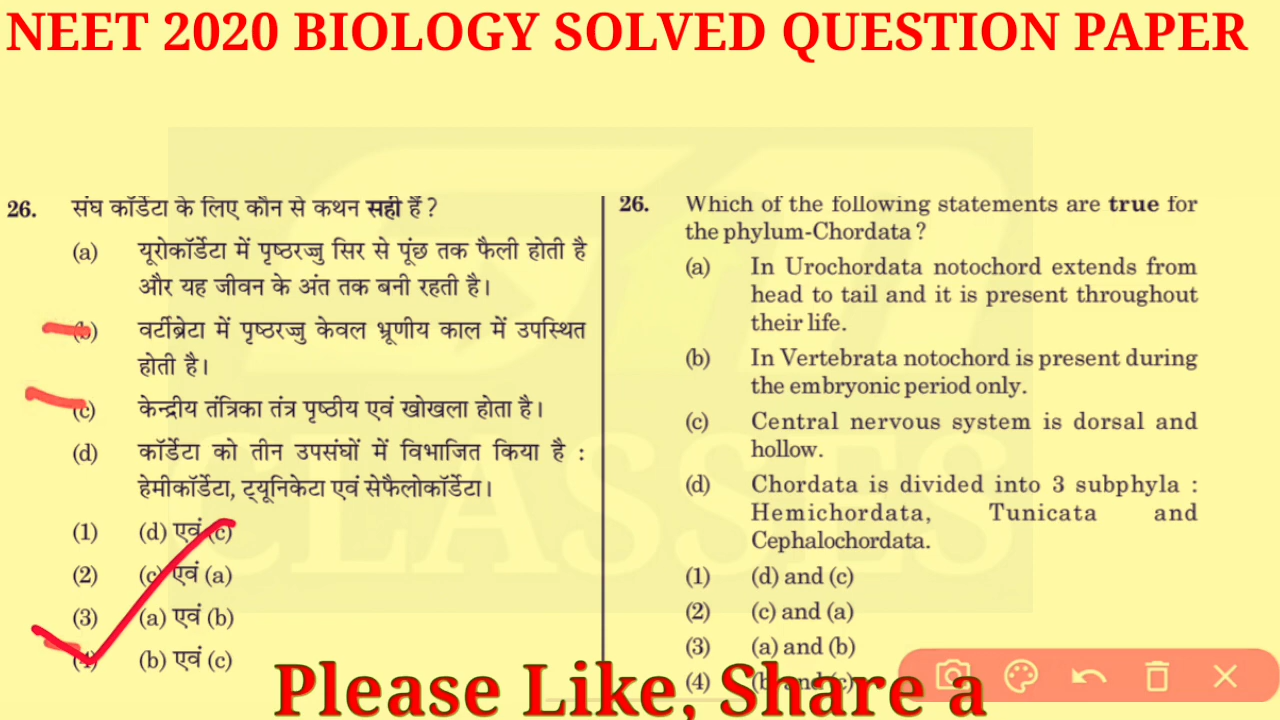 NEET 2020 BIOLOGY SOLVED QUESTION PAPER
26. संघ कॉर्डेटा के लिए कौन से कथन सही हैं ?
(a) यूरोकॉर्डेटा में पृष्ठरज्जु सिर से पूंछ तक फैली होती है
और यह जीवन के अंत तक बनी रहती है।
(b) वर्टीब्रेटा में पृष्ठरज्जु केवल भ्रूणीय काल में उपस्थित
होती है।
(c) केन्द्रीय तंत्रिका तंत्र पृष्ठीय एवं खोखला होता है।
(d) कॉर्डेटा को तीन उपसंघों में विभाजित किया है :
हेमीकॉर्डेटा, ट्यूनिकेटा एवं सेफैलोकॉर्डेटा।
(1) (d) एवं (c)
(2) (c) एवं (a)
(3) (a) एवं (b)
(4) (b) एवं (c)
26. Which of the following statements are true for
the phylum-Chordata ?
(a) In Urochordata notochord extends from
head to tail and it is present throughout
their life.
(b) In Vertebrata notochord is present during
the embryonic period only.
(c) Central nervous system is dorsal and
hollow.
(d) Chordata is divided into 3 subphyla :
Hemichordata, Tunicata and
Cephalochordata.
(1) (d) and (c)
(2) (c) and (a)
(3) (a) and (b)
(4) (b and (c)
Please Like, Share a
CLASSES